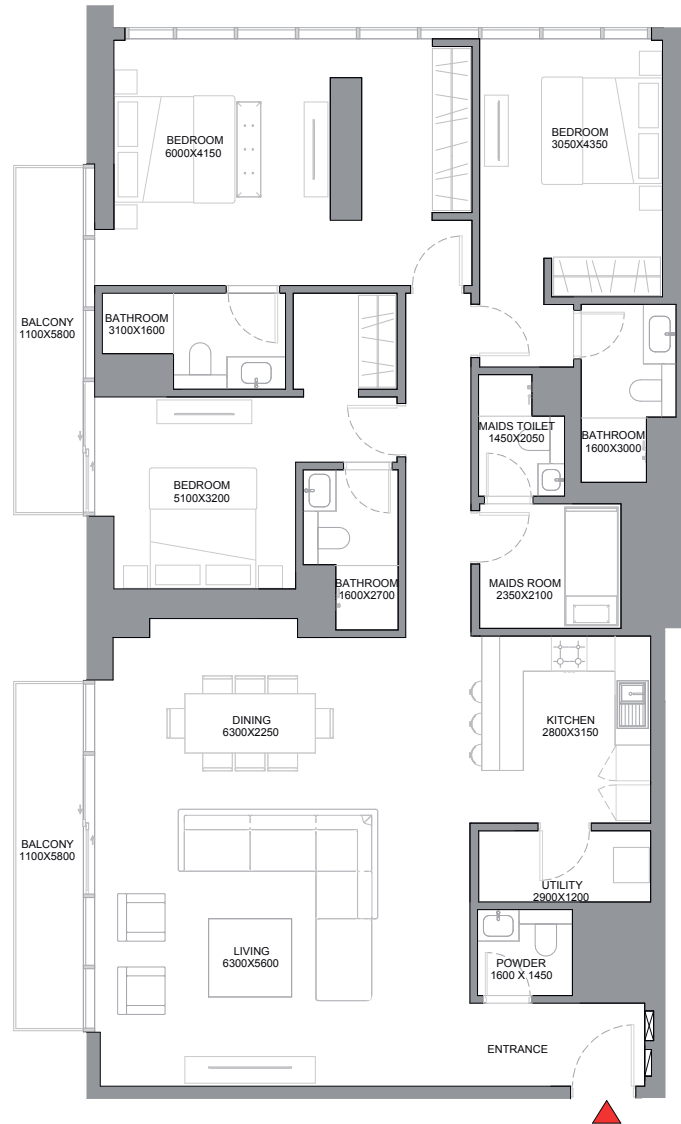 BEDROOM
6000X4150
BEDROOM
3050X4350
BALCONY
1100X5800
BATHROOM
3100X1600
MAIDS TOILET
1450X2050
BATHROOM
1600X3000
BEDROOM
5100X3200
BATHROOM
1600X2700
MAIDS ROOM
2350X2100
DINING
6300X2250
KITCHEN
2800X3150
BALCONY
1100X5800
UTILITY
2900X1200
LIVING
6300X5600
POWDER
1600 X 1450
ENTRANCE